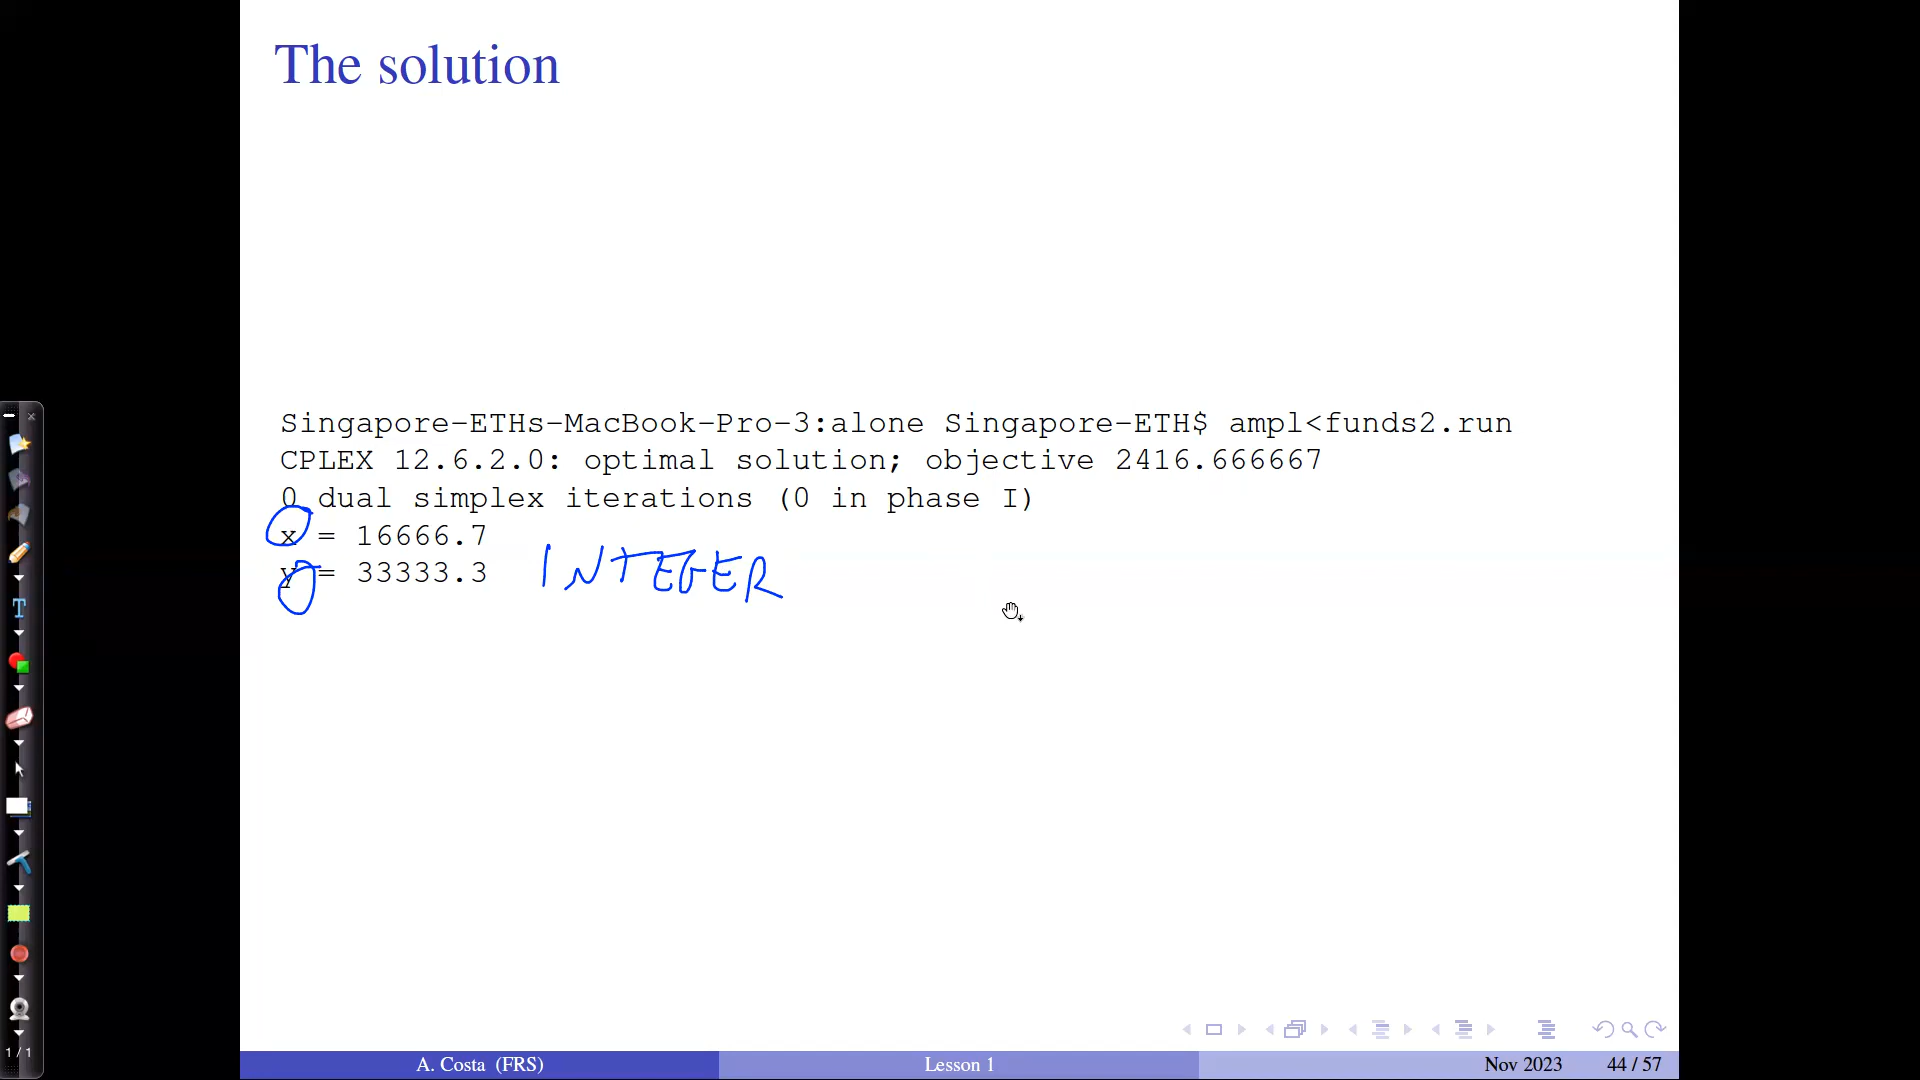 The solution
Singapore-ETHs-MacBook-Pro-3:alone Singapore-ETH$ ampl<funds2.run
CPLEX 12.6.2.0: optimal solution; objective 2416.666667
0 dual simplex iterations (0 in phase I)
x = 16666.7
y = 33333.3
INTEGER
1 / 1
A. Costa (FRS)
Lesson 1
Nov 2023
44 / 57